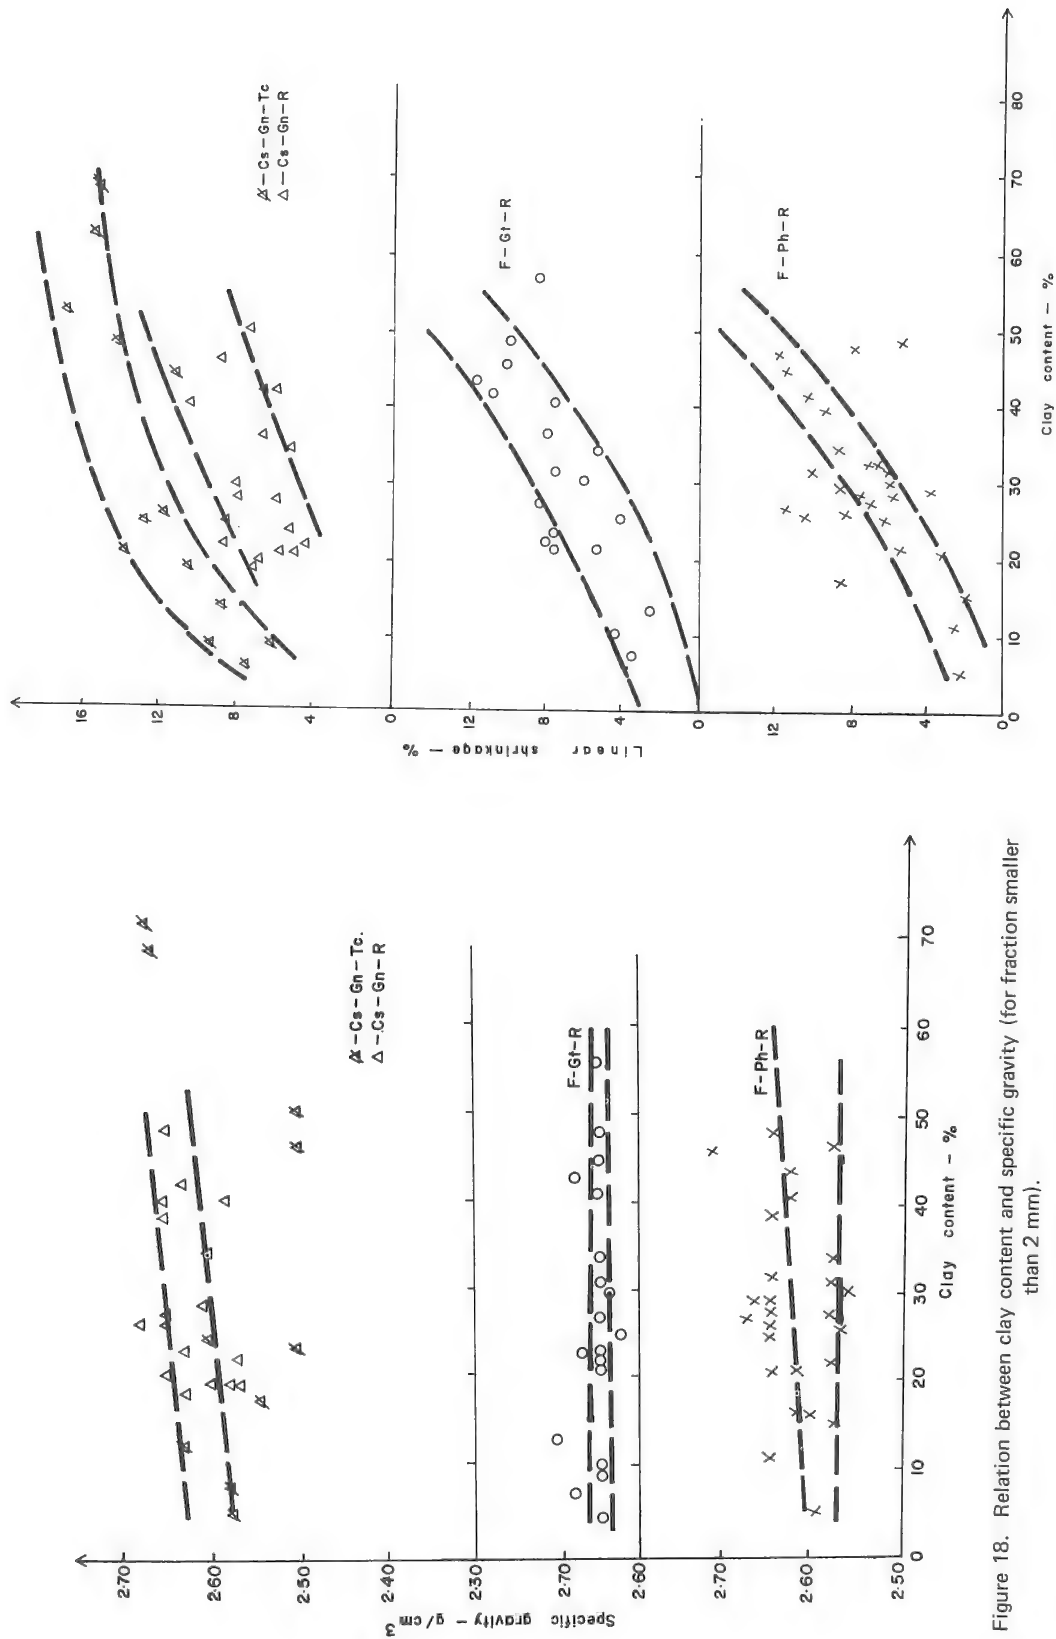 Specific gravity – g/cm³
2·70
2·60
2·50
2·50
2·70
2·60
2·70
2·60
2·50
Cs–Gn–Tc.
Cs–Gn–R
F–Gt–R
F–Ph–R
0
10
20
30
40
50
60
70
Clay content – %
Figure 18. Relation between clay content and specific gravity (for fraction smaller
than 2 mm).
Linear shrinkage – %
16
12
8
4
0
12
8
4
0
12
8
4
0
Cs–Gn–Tc
Cs–Gn–R
F–Gt–R
F–Ph–R
0
10
20
30
40
50
60
70
80
Clay content – %